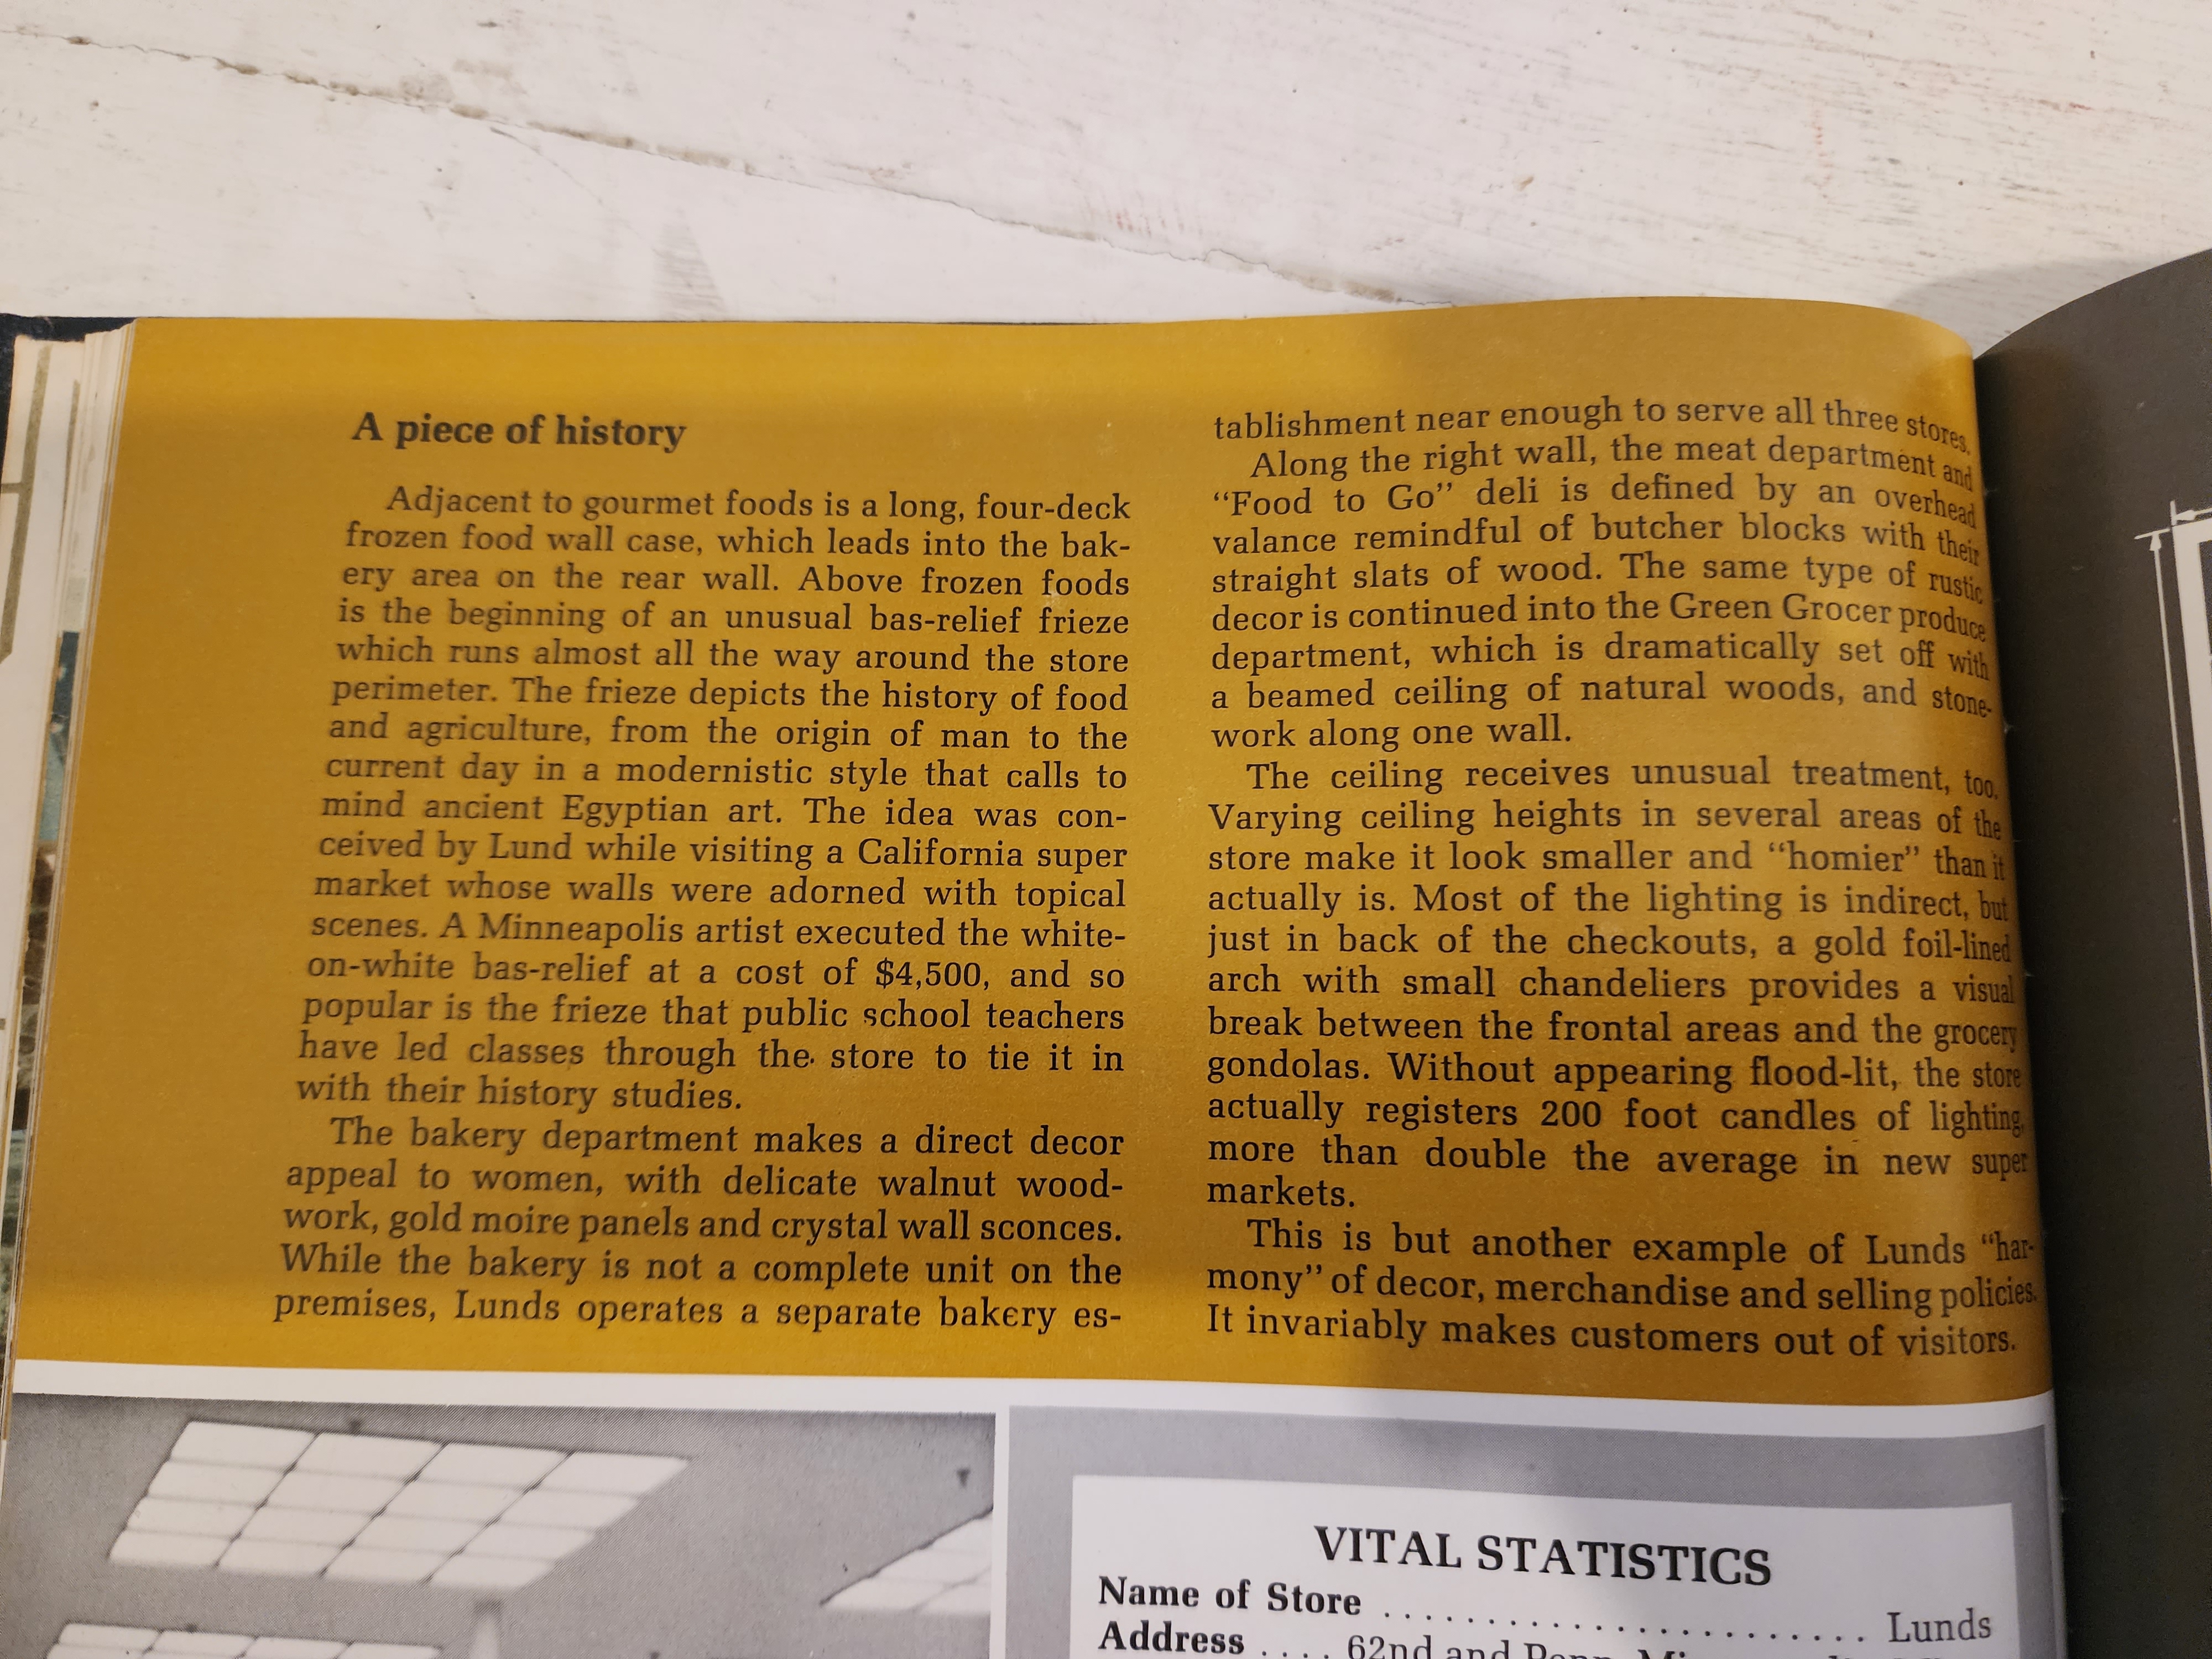 A piece of history
Adjacent to gourmet foods is a long, four-deck
frozen food wall case, which leads into the bak-
ery area on the rear wall. Above frozen foods
is the beginning of an unusual bas-relief frieze
which runs almost all the way around the store
perimeter. The frieze depicts the history of food
and agriculture, from the origin of man to the
current day in a modernistic style that calls to
mind ancient Egyptian art. The idea was con-
ceived by Lund while visiting a California super
market whose walls were adorned with topical
scenes. A Minneapolis artist executed the white-
on-white bas-relief at a cost of $4,500, and so
popular is the frieze that public school teachers
have led classes through the store to tie it in
with their history studies.
The bakery department makes a direct decor
appeal to women, with delicate walnut wood-
work, gold moire panels and crystal wall sconces.
While the bakery is not a complete unit on the
premises, Lunds operates a separate bakery es-
tablishment near enough to serve all three stores.
Along the right wall, the meat department and
“Food to Go” deli is defined by an overhead
valance remindful of butcher blocks with their
straight slats of wood. The same type of rustic
decor is continued into the Green Grocer produce
department, which is dramatically set off with
a beamed ceiling of natural woods, and stone-
work along one wall.
The ceiling receives unusual treatment, too.
Varying ceiling heights in several areas of the
store make it look smaller and “homier” than it
actually is. Most of the lighting is indirect, but
just in back of the checkouts, a gold foil-lined
arch with small chandeliers provides a visual
break between the frontal areas and the grocery
gondolas. Without appearing flood-lit, the store
actually registers 200 foot candles of lighting,
more than double the average in new super
markets.
This is but another example of Lunds “har-
mony” of decor, merchandise and selling policies.
It invariably makes customers out of visitors.
VITAL STATISTICS
Name of Store ........................ Lunds
Address .... 62nd and Penn,